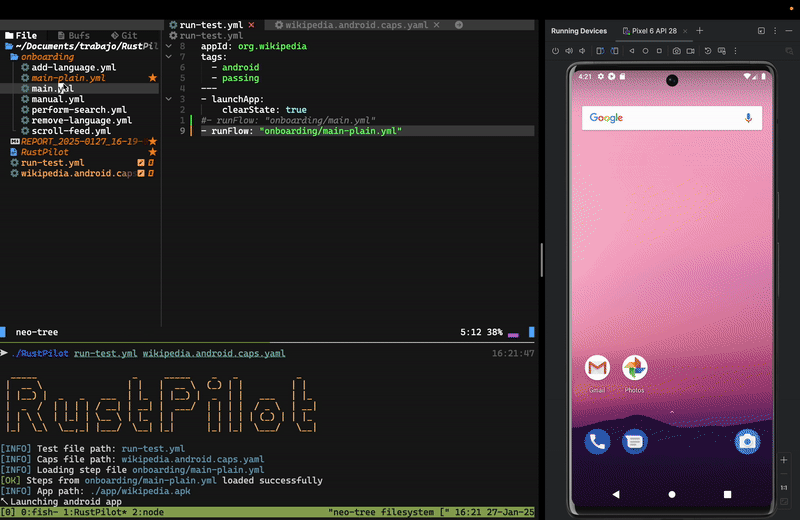 File Bufs Git
~/Documents/trabajo/RustPil
onboarding
add-language.yml
main-plain.yml
main.yml
manual.yml
perform-search.yml
remove-language.yml
scroll-feed.yml
REPORT_2025-0127_16-19-
RustPilot
run-test.yml
wikipedia.android.caps
run-test.yml wikipedia.android.caps.yaml
run-test.yml
8 appId: org.wikipedia
7 tags:
6 - android
5 - passing
4 ---
3 - launchApp:
2 clearState: true
1 #- runFlow: "onboarding/main.yml"
9 - runFlow: "onboarding/main-plain.yml"
neo-tree 5:12 38%
./RustPilot run-test.yml wikipedia.android.caps.yaml 16:21:47
RustPilot
[INFO] Test file path: run-test.yml
[INFO] Caps file path: wikipedia.android.caps.yaml
[INFO] Loading step file onboarding/main-plain.yml
[OK] Steps from onboarding/main-plain.yml loaded successfully
[INFO] App path: ./app/wikipedia.apk
Launching android app
[0] 0:fish- 1:RustPilot* 2:node "neo-tree filesystem [" 16:21 27-Jan-25
Running Devices Pixel 6 API 28
4:21
Google
Gmail Photos
1:1